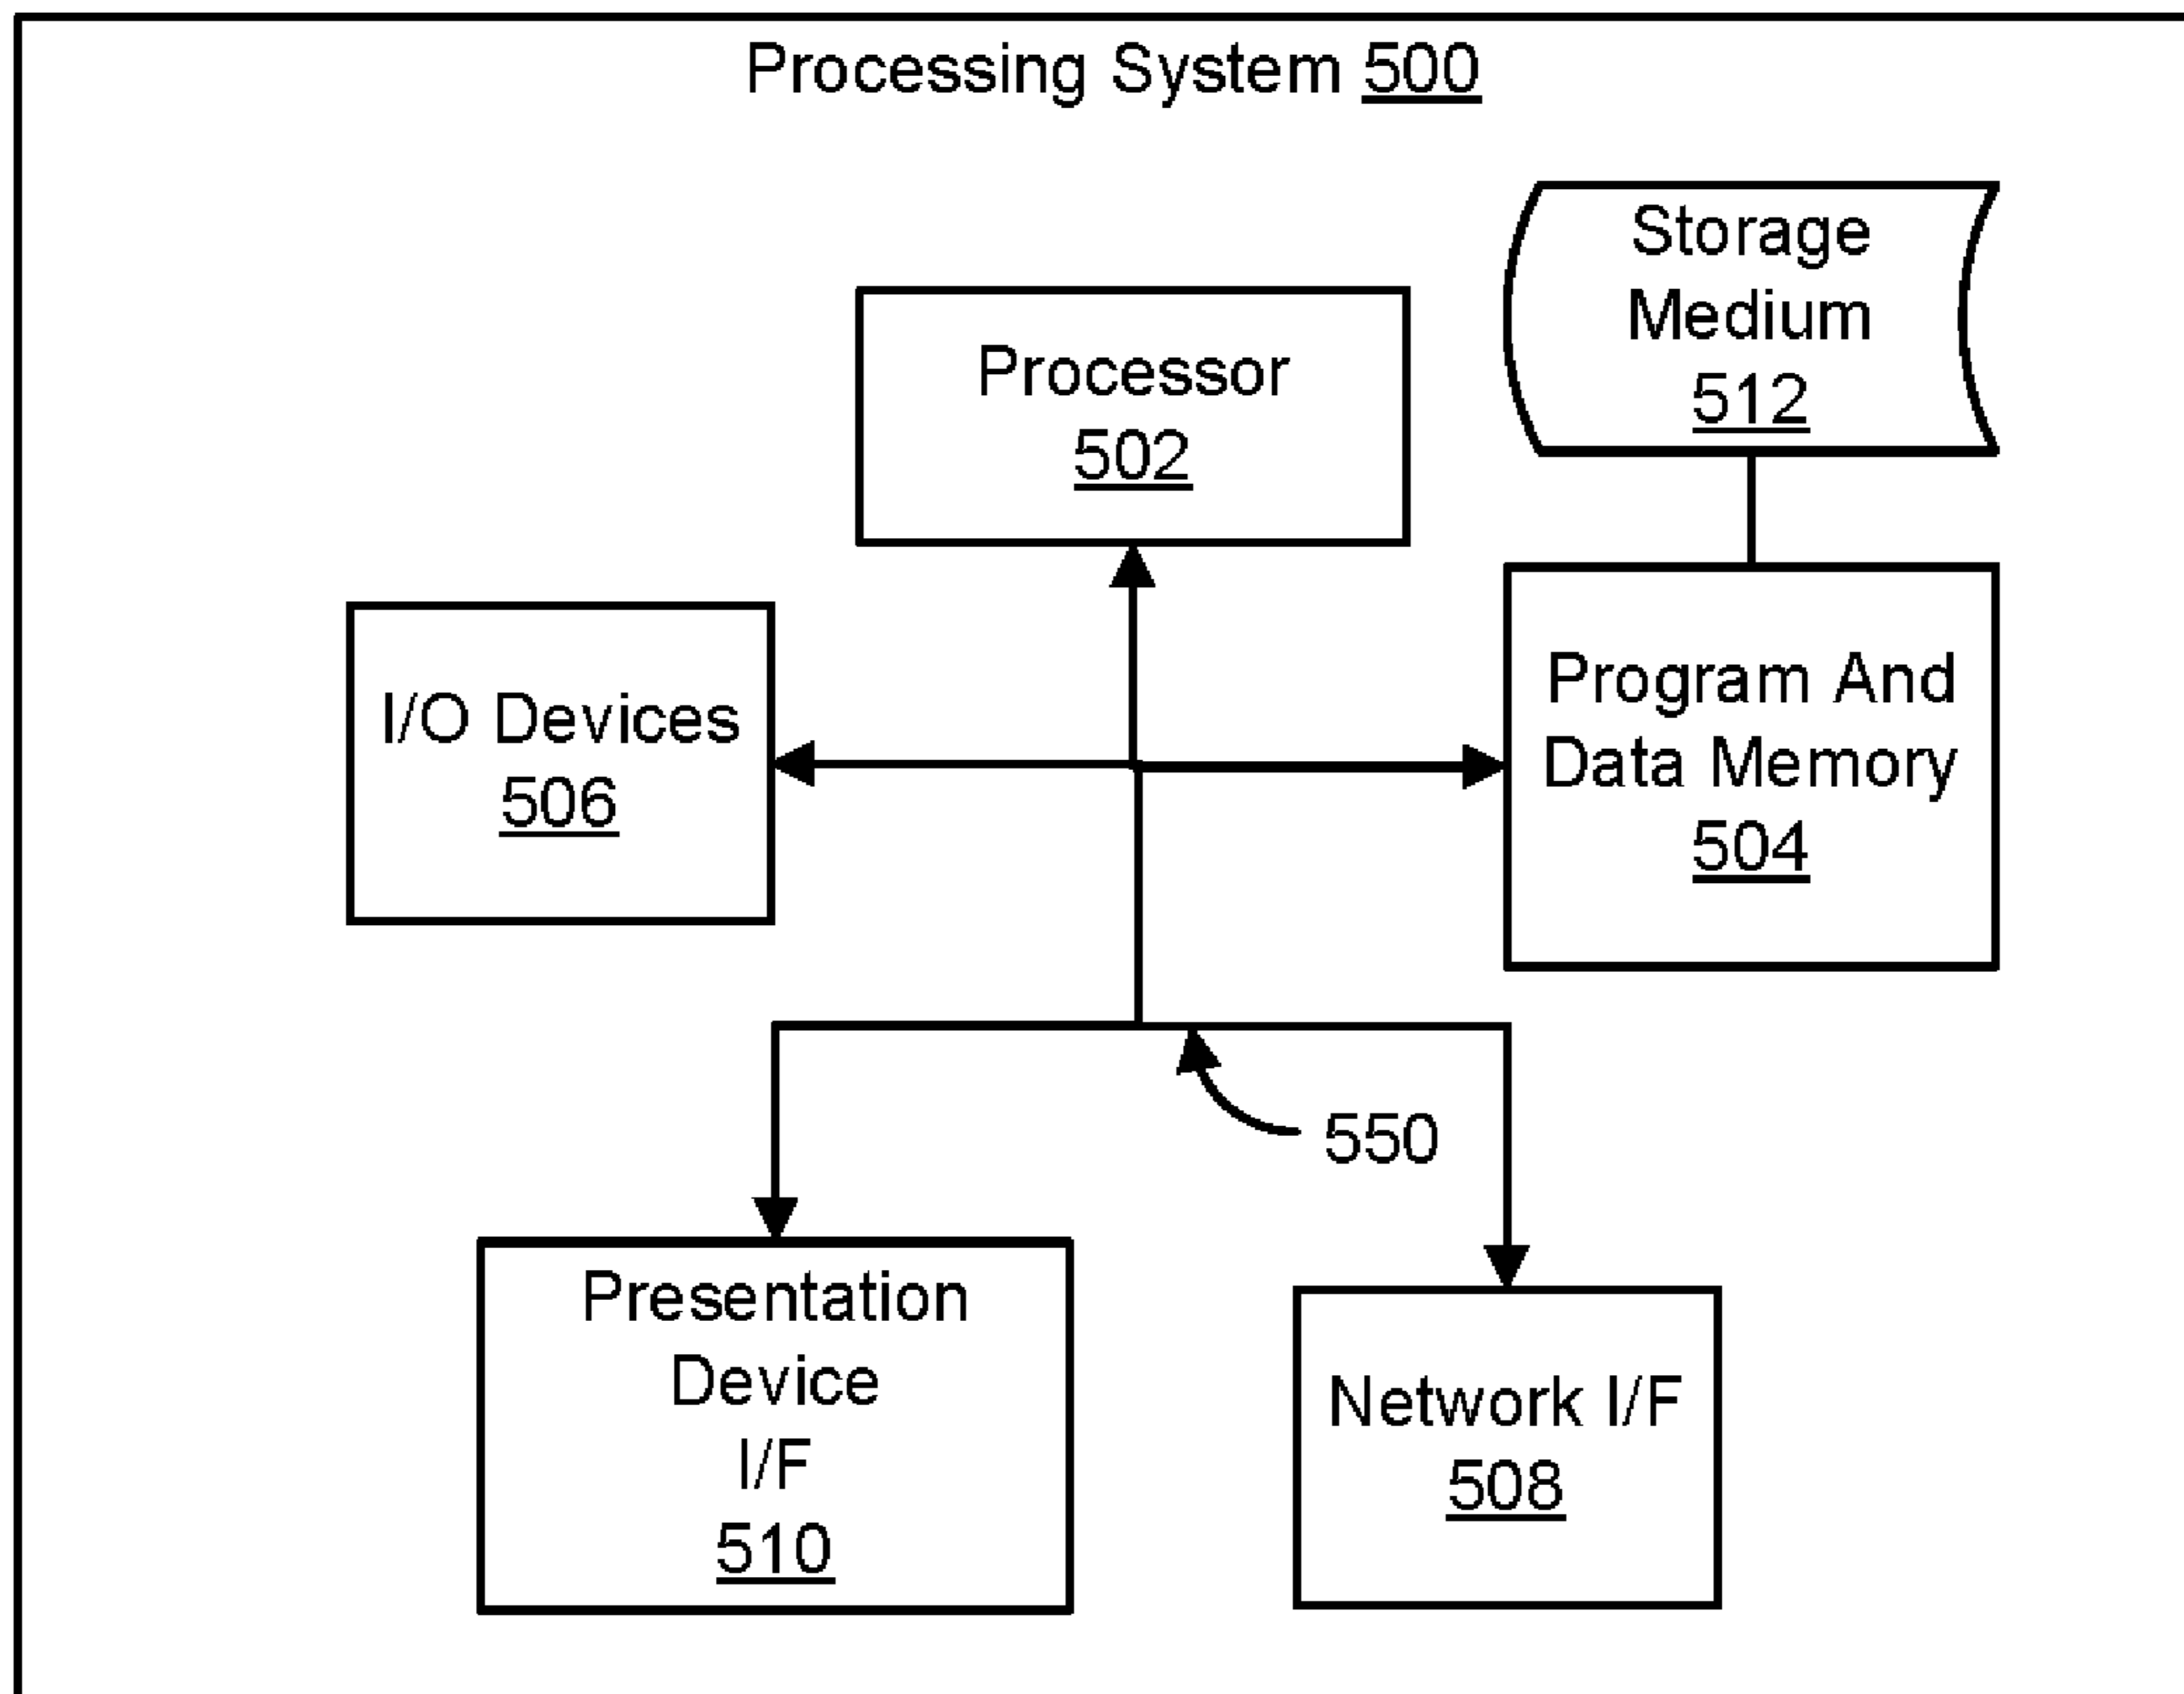 Processing System 500
Storage
Medium
512
Processor
502
I/O Devices
506
Program And
Data Memory
504
550
Presentation
Device
I/F
510
Network I/F
508